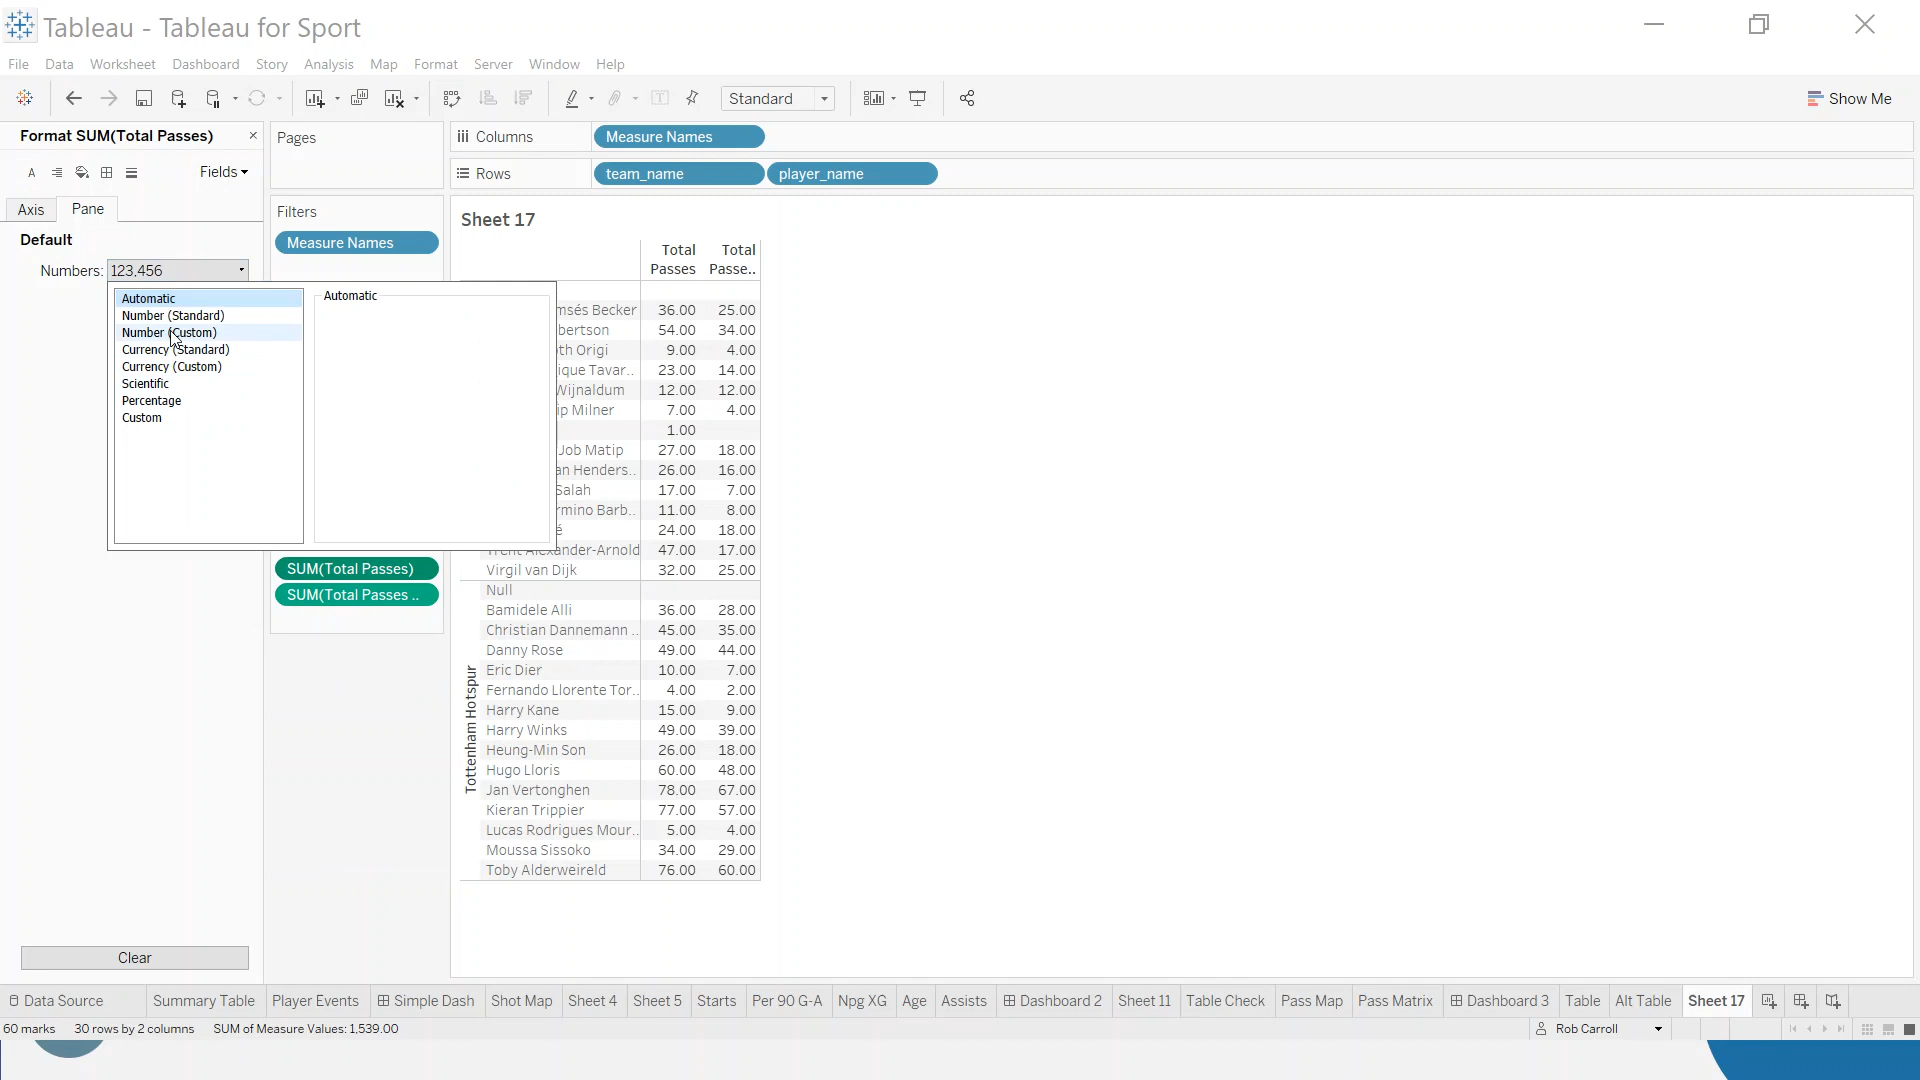 Tableau - Tableau for Sport
File Data Worksheet Dashboard Story Analysis Map Format Server Window Help
Standard
Show Me
Format SUM(Total Passes)
Fields
Axis Pane
Default
Numbers: 123,456
Automatic
Number (Standard)
Number (Custom)
Currency (Standard)
Currency (Custom)
Scientific
Percentage
Custom
Automatic
Clear
Pages
Filters
Measure Names
SUM(Total Passes)
SUM(Total Passes ..
Columns Measure Names
Rows team_name player_name
Sheet 17
Total Passes Total Passe..
msés Becker 36.00 25.00
bertson 54.00 34.00
th Origi 9.00 4.00
ique Tavar.. 23.00 14.00
Wijnaldum 12.00 12.00
ip Milner 7.00 4.00
1.00
Job Matip 27.00 18.00
an Henders.. 26.00 16.00
Salah 17.00 7.00
rmino Barb.. 11.00 8.00
é 24.00 18.00
Trent Alexander-Arnold 47.00 17.00
Virgil van Dijk 32.00 25.00
Tottenham Hotspur
Null
Bamidele Alli 36.00 28.00
Christian Dannemann .. 45.00 35.00
Danny Rose 49.00 44.00
Eric Dier 10.00 7.00
Fernando Llorente Tor.. 4.00 2.00
Harry Kane 15.00 9.00
Harry Winks 49.00 39.00
Heung-Min Son 26.00 18.00
Hugo Lloris 60.00 48.00
Jan Vertonghen 78.00 67.00
Kieran Trippier 77.00 57.00
Lucas Rodrigues Mour.. 5.00 4.00
Moussa Sissoko 34.00 29.00
Toby Alderweireld 76.00 60.00
Data Source Summary Table Player Events Simple Dash Shot Map Sheet 4 Sheet 5 Starts Per 90 G-A Npg XG Age Assists Dashboard 2 Sheet 11 Table Check Pass Map Pass Matrix Dashboard 3 Table Alt Table Sheet 17
60 marks 30 rows by 2 columns SUM of Measure Values: 1,539.00 Rob Carroll